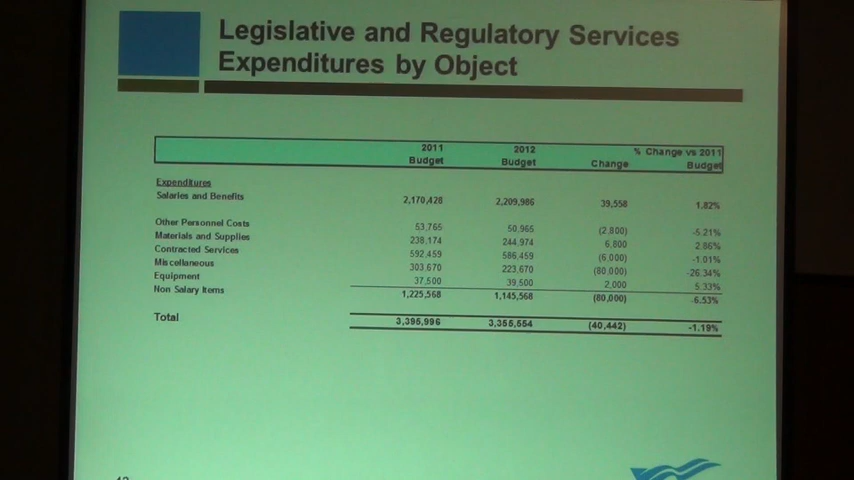 Legislative and Regulatory Services
Expenditures by Object
2011 Budget 2012 Budget Change % Change vs 2011 Budget
Expenditures
Salaries and Benefits 2,170,428 2,209,986 39,558 1.82%
Other Personnel Costs 53,765 50,965 (2,800) -5.21%
Materials and Supplies 238,174 244,974 6,800 2.86%
Contracted Services 592,459 586,459 (6,000) -1.01%
Miscellaneous 303,670 223,670 (80,000) -26.34%
Equipment 37,500 39,500 2,000 5.33%
Non Salary Items 1,225,568 1,145,568 (80,000) -6.53%
Total 3,395,996 3,355,554 (40,442) -1.19%